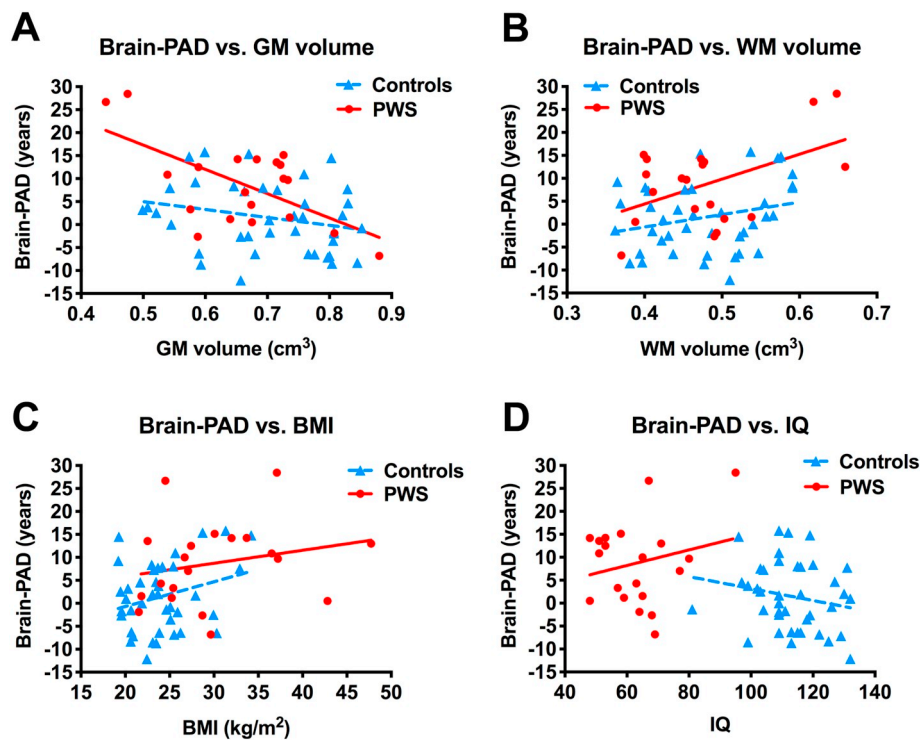 A
Brain-PAD vs. GM volume
Brain-PAD (years)
30
25
20
15
10
5
0
-5
-10
-15
Controls
PWS
0.4 0.5 0.6 0.7 0.8 0.9
GM volume (cm³)
B
Brain-PAD vs. WM volume
Brain-PAD (years)
30
25
20
15
10
5
0
-5
-10
-15
Controls
PWS
0.3 0.4 0.5 0.6 0.7
WM volume (cm³)
C
Brain-PAD vs. BMI
Brain-PAD (years)
30
25
20
15
10
5
0
-5
-10
-15
Controls
PWS
15 20 25 30 35 40 45 50
BMI (kg/m²)
D
Brain-PAD vs. IQ
Brain-PAD (years)
30
25
20
15
10
5
0
-5
-10
-15
Controls
PWS
40 60 80 100 120 140
IQ